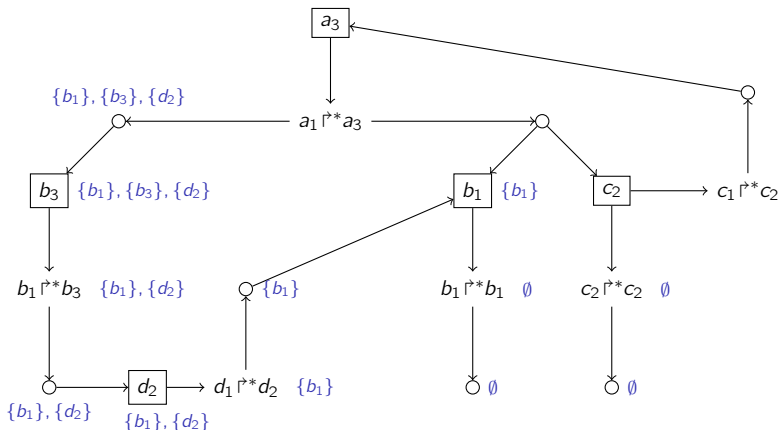 a₃
{b₁}, {b₃}, {d₂}
a₁ ↱* a₃
b₃ {b₁}, {b₃}, {d₂} b₁ {b₁} c₂ c₁ ↱* c₂
b₁ ↱* b₃ {b₁}, {d₂} {b₁} b₁ ↱* b₁ ∅ c₂ ↱* c₂ ∅
d₂ d₁ ↱* d₂ {b₁} ∅ ∅
{b₁}, {d₂} {b₁}, {d₂}